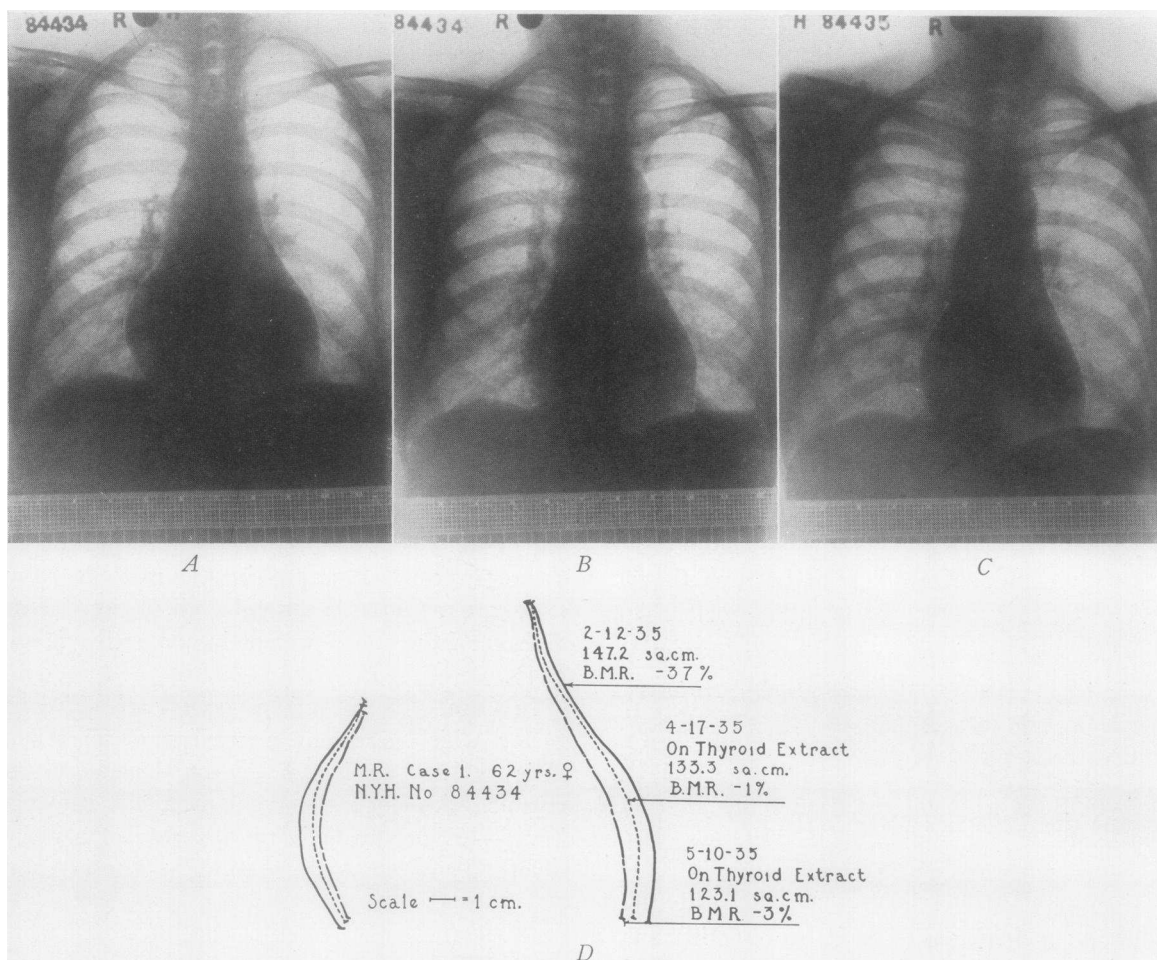 84434 R H
84434 R
H 84435 R
A
B
C
2-12-35
147.2 sq.cm.
B.M.R. -37%
4-17-35
On Thyroid Extract
133.3 sq.cm.
B.M.R. -1%
M.R. Case 1. 62 yrs. ♀
N.Y.H. No 84434
5-10-35
On Thyroid Extract
123.1 sq.cm.
B M R -3%
Scale = 1 cm.
D